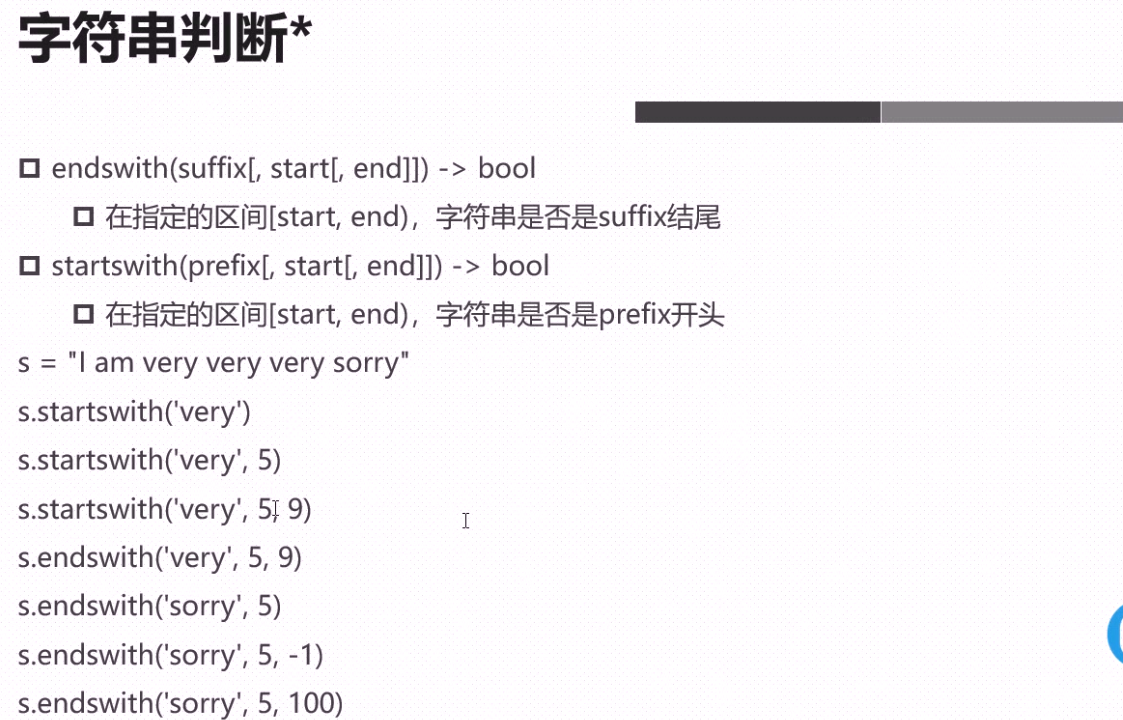 字符串判断*
endswith(suffix[, start[, end]]) -> bool
在指定的区间[start, end)，字符串是否是suffix结尾
startswith(prefix[, start[, end]]) -> bool
在指定的区间[start, end)，字符串是否是prefix开头
s = "I am very very very sorry"
s.startswith('very')
s.startswith('very', 5)
s.startswith('very', 5, 9)
s.endswith('very', 5, 9)
s.endswith('sorry', 5)
s.endswith('sorry', 5, -1)
s.endswith('sorry', 5, 100)